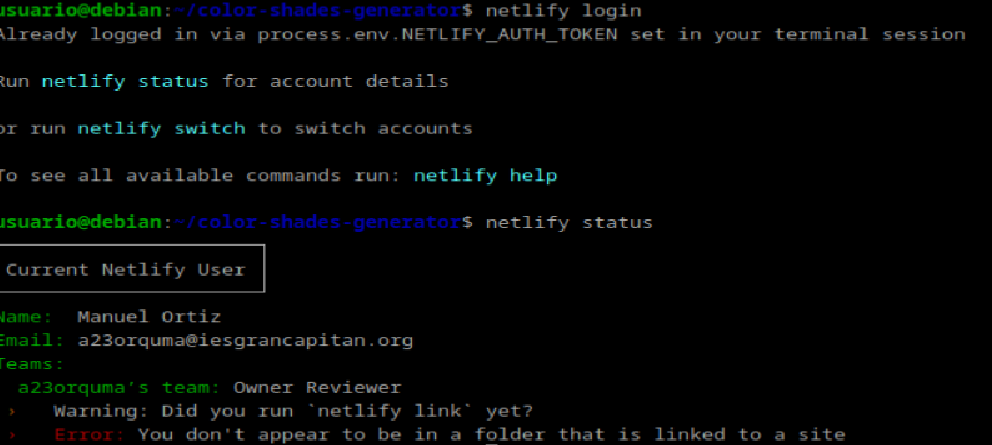 usuario@debian:~/color-shades-generator$ netlify login
Already logged in via process.env.NETLIFY_AUTH_TOKEN set in your terminal session
Run netlify status for account details
or run netlify switch to switch accounts
To see all available commands run: netlify help
usuario@debian:~/color-shades-generator$ netlify status
Current Netlify User
Name: Manuel Ortiz
Email: a23orquma@iesgrancapitan.org
Teams:
a23orquma's team: Owner Reviewer
› Warning: Did you run `netlify link` yet?
› Error: You don't appear to be in a folder that is linked to a site